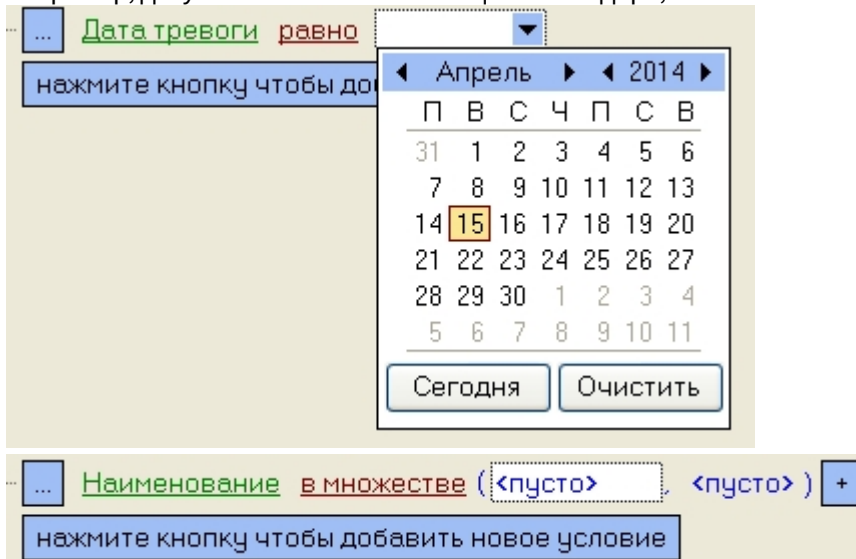 ... Дата тревоги равно
нажмите кнопку чтобы до
Апрель 2014
П В С Ч П С В
31 1 2 3 4 5 6
7 8 9 10 11 12 13
14 15 16 17 18 19 20
21 22 23 24 25 26 27
28 29 30 1 2 3 4
5 6 7 8 9 10 11
Сегодня Очистить
... Наименование в множестве ( <пусто> , <пусто> ) +
нажмите кнопку чтобы добавить новое условие